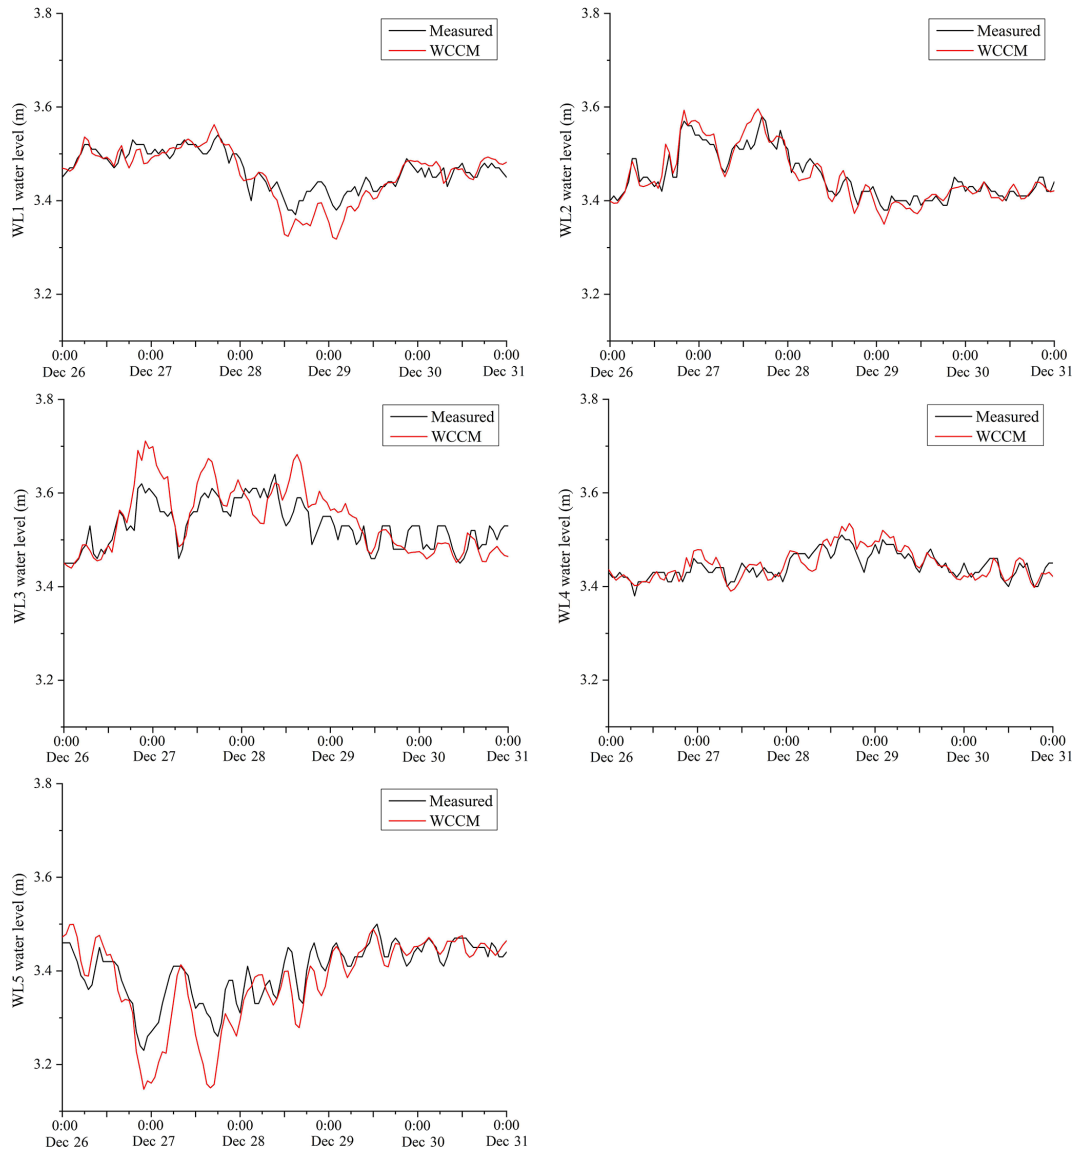 3.8
3.6
3.4
3.2
WL1 water level (m)
Measured
WCCM
0:00 0:00 0:00 0:00 0:00 0:00
Dec 26 Dec 27 Dec 28 Dec 29 Dec 30 Dec 31
3.8
3.6
3.4
3.2
WL2 water level (m)
Measured
WCCM
0:00 0:00 0:00 0:00 0:00 0:00
Dec 26 Dec 27 Dec 28 Dec 29 Dec 30 Dec 31
3.8
3.6
3.4
3.2
WL3 water level (m)
Measured
WCCM
0:00 0:00 0:00 0:00 0:00 0:00
Dec 26 Dec 27 Dec 28 Dec 29 Dec 30 Dec 31
3.8
3.6
3.4
3.2
WL4 water level (m)
Measured
WCCM
0:00 0:00 0:00 0:00 0:00 0:00
Dec 26 Dec 27 Dec 28 Dec 29 Dec 30 Dec 31
3.8
3.6
3.4
3.2
WL5 water level (m)
Measured
WCCM
0:00 0:00 0:00 0:00 0:00 0:00
Dec 26 Dec 27 Dec 28 Dec 29 Dec 30 Dec 31